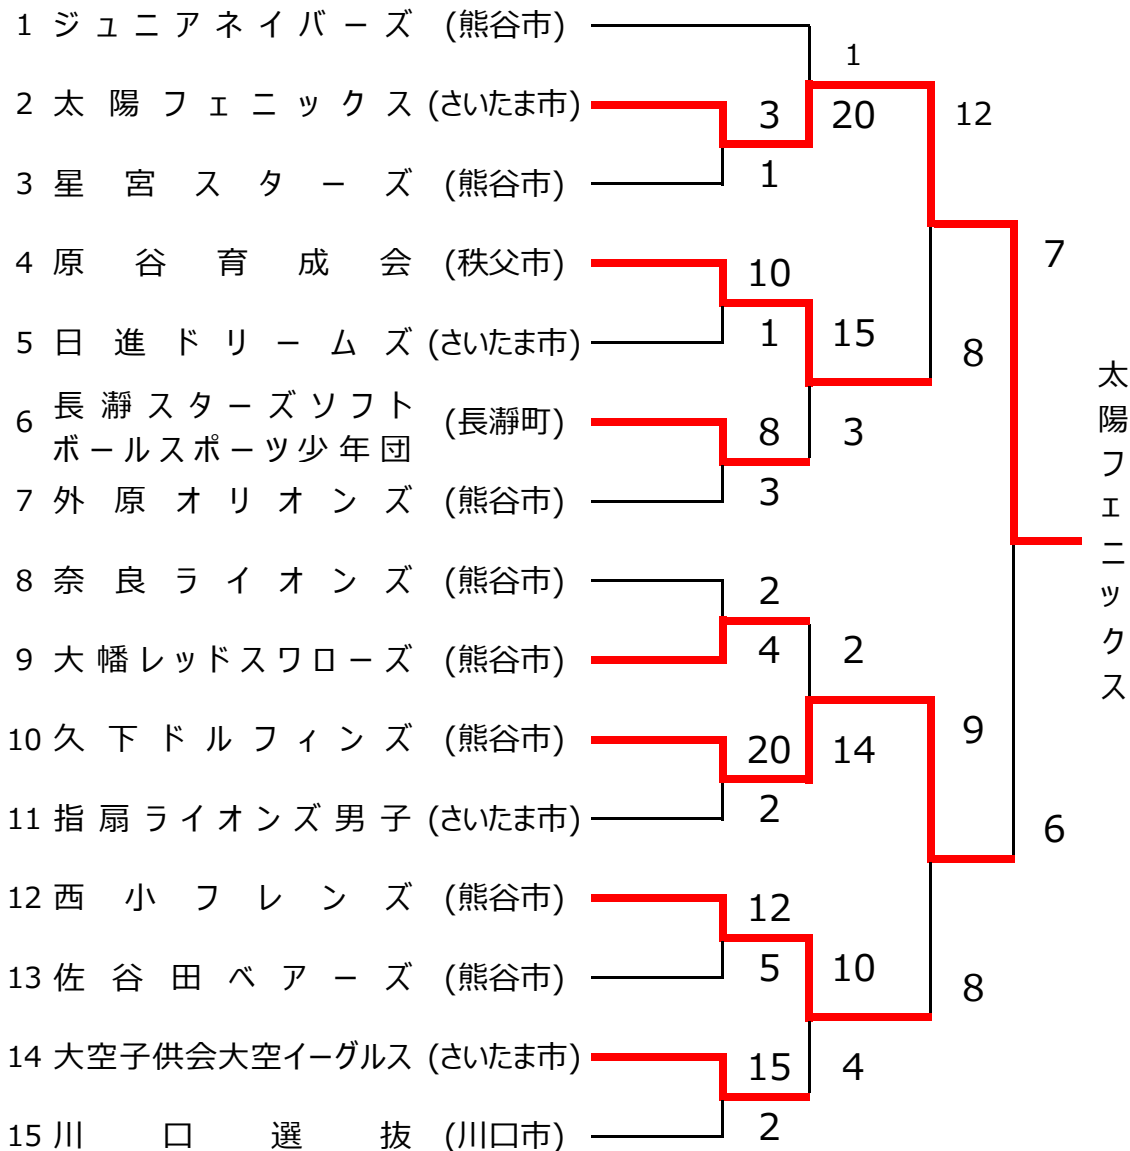 1 ジュニアネイバーズ (熊谷市)
1
2 太陽フェニックス (さいたま市)
3
20
12
1
3 星宮スターズ (熊谷市)
4 原谷育成会 (秩父市)
10
7
1
15
8
5 日進ドリームズ (さいたま市)
6 長瀞スターズソフト
ボールスポーツ少年団 (長瀞町)
8
3
3
7 外原オリオンズ (熊谷市)
太陽フェニックス
8 奈良ライオンズ (熊谷市)
2
4
2
9 大幡レッドスワローズ (熊谷市)
10 久下ドルフィンズ (熊谷市)
20
14
9
2
11 指扇ライオンズ男子 (さいたま市)
6
12 西小フレンズ (熊谷市)
12
5
10
8
13 佐谷田ベアーズ (熊谷市)
14 大空子供会大空イーグルス (さいたま市)
15
4
2
15 川口選抜 (川口市)